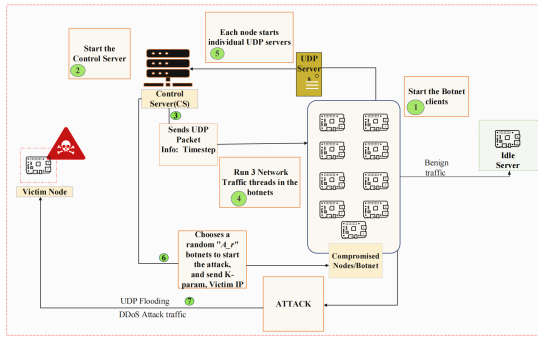 Each node starts
individual UDP servers
5
Start the
Control Server
2
UDP
Server
1
Start the Botnet
clients
Control
Server(CS)
3
Sends UDP
Packet
Info: Timestep
Idle
Server
Benign
traffic
Run 3 Network
Traffic threads in the
botnets
4
Victim Node
Chooses a
random "A_r"
botnets to start
the attack,
and send K-
param, Victim IP
6
Compromised
Nodes/Botnet
UDP Flooding
7
DDoS Attack traffic
ATTACK